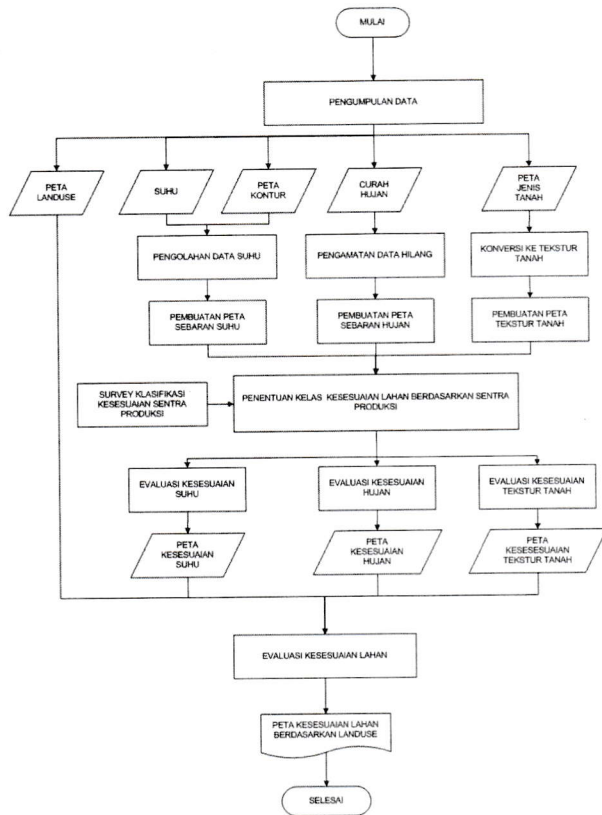 MULAI
PENGUMPULAN DATA
PETA
LANDUSE
SUHU
PETA
KONTUR
CURAH
HUJAN
PETA
JENIS
TANAH
PENGOLAHAN DATA SUHU
PENGAMATAN DATA HILANG
KONVERSI KE TEKSTUR
TANAH
PEMBUATAN PETA
SEBARAN SUHU
PEMBUATAN PETA
SEBARAN HUJAN
PEMBUATAN PETA
TEKSTUR TANAH
SURVEY KLASIFIKASI
KESESUAIAN SENTRA
PRODUKSI
PENENTUAN KELAS KESESUAIAN LAHAN BERDASARKAN SENTRA
PRODUKSI
EVALUASI KESESUAIAN
SUHU
EVALUASI KESESUAIAN
HUJAN
EVALUASI KESESUAIAN
TEKSTUR TANAH
PETA
KESESUAIAN
SUHU
PETA
KESESUAIAN
HUJAN
PETA
KESESESUAIAN
TEKSTUR TANAH
EVALUASI KESESUAIAN LAHAN
PETA KESESUAIAN LAHAN
BERDASARKAN LANDUSE
SELESAI